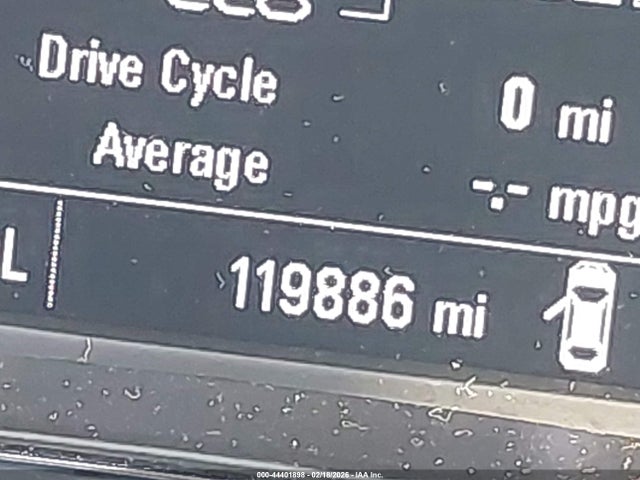 Drive Cycle 0 mi
Average -.- mpg
L 119886 mi
000-44401898 - 02/18/2026 - IAA Inc.